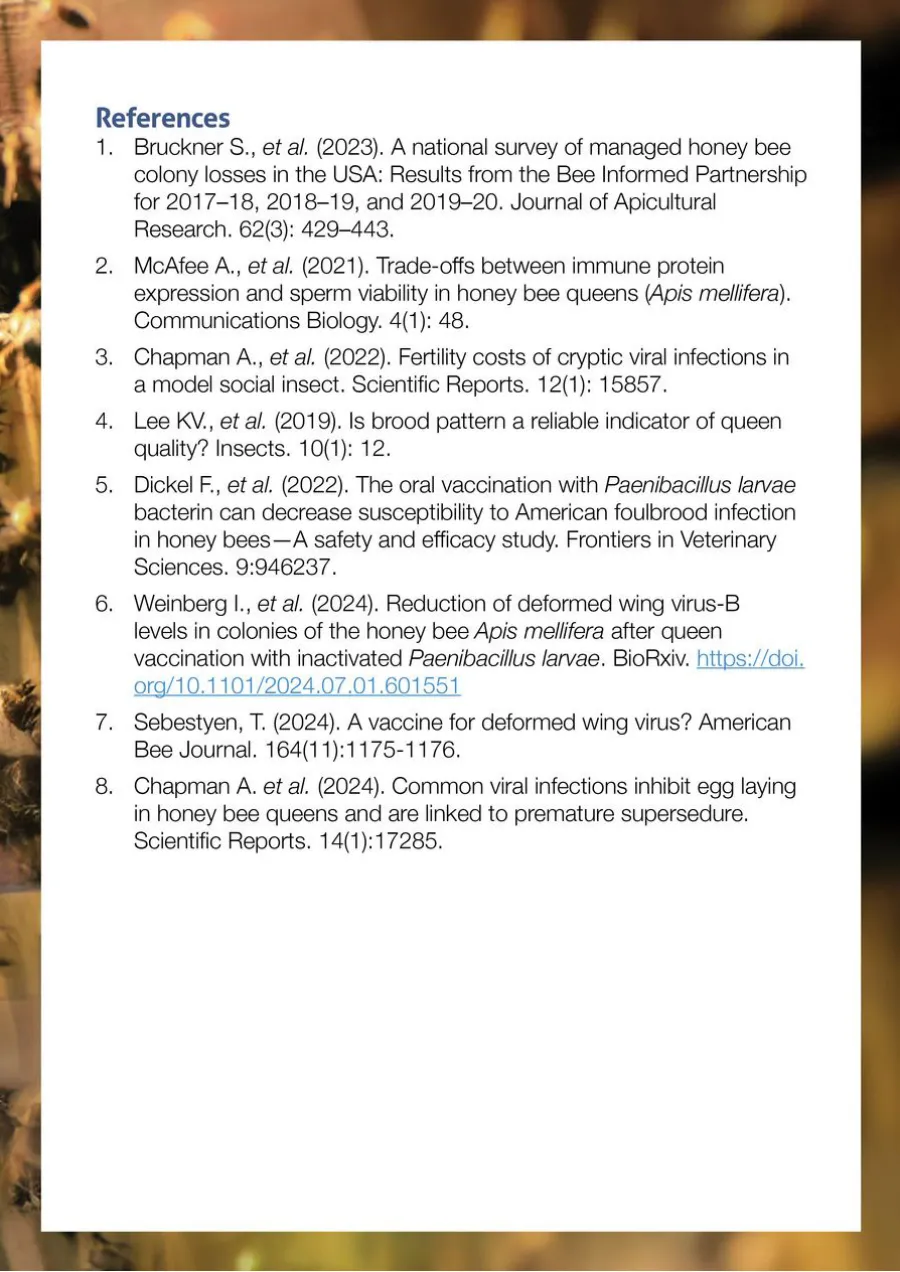 References
1. Bruckner S., et al. (2023). A national survey of managed honey bee
colony losses in the USA: Results from the Bee Informed Partnership
for 2017–18, 2018–19, and 2019–20. Journal of Apicultural
Research. 62(3): 429–443.
2. McAfee A., et al. (2021). Trade-offs between immune protein
expression and sperm viability in honey bee queens (Apis mellifera).
Communications Biology. 4(1): 48.
3. Chapman A., et al. (2022). Fertility costs of cryptic viral infections in
a model social insect. Scientific Reports. 12(1): 15857.
4. Lee KV., et al. (2019). Is brood pattern a reliable indicator of queen
quality? Insects. 10(1): 12.
5. Dickel F., et al. (2022). The oral vaccination with Paenibacillus larvae
bacterin can decrease susceptibility to American foulbrood infection
in honey bees—A safety and efficacy study. Frontiers in Veterinary
Sciences. 9:946237.
6. Weinberg I., et al. (2024). Reduction of deformed wing virus-B
levels in colonies of the honey bee Apis mellifera after queen
vaccination with inactivated Paenibacillus larvae. BioRxiv. https://doi.
org/10.1101/2024.07.01.601551
7. Sebestyen, T. (2024). A vaccine for deformed wing virus? American
Bee Journal. 164(11):1175-1176.
8. Chapman A. et al. (2024). Common viral infections inhibit egg laying
in honey bee queens and are linked to premature supersedure.
Scientific Reports. 14(1):17285.